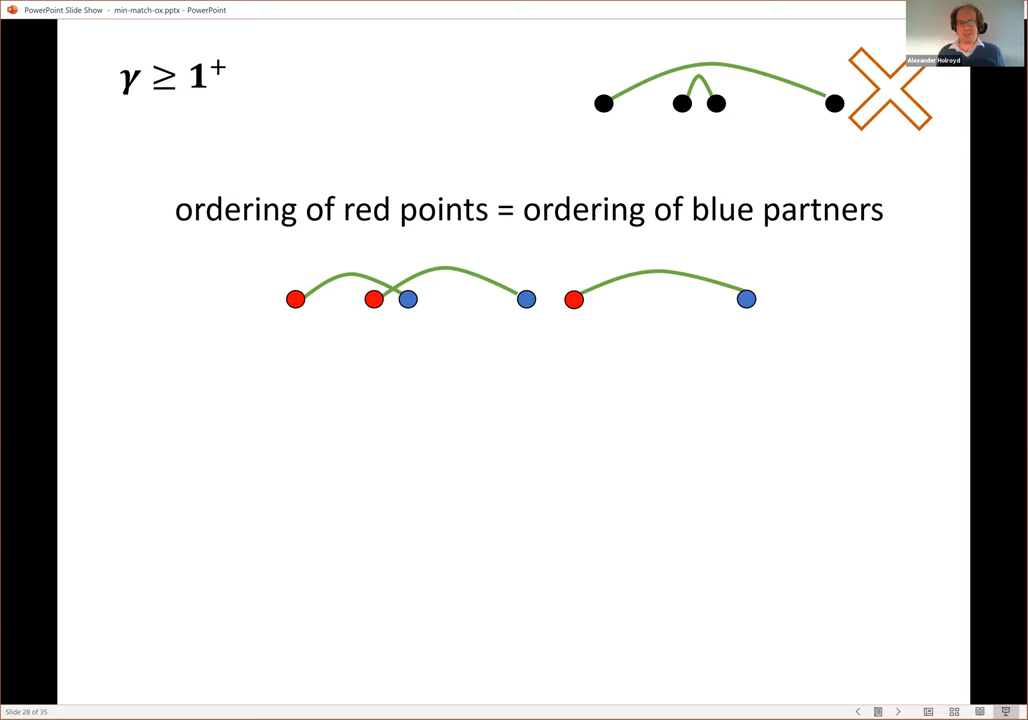 PowerPoint Slide Show - min-match-ox.pptx - PowerPoint
Alexander Holroyd
γ ≥ 1⁺
ordering of red points = ordering of blue partners
Slide 28 of 35